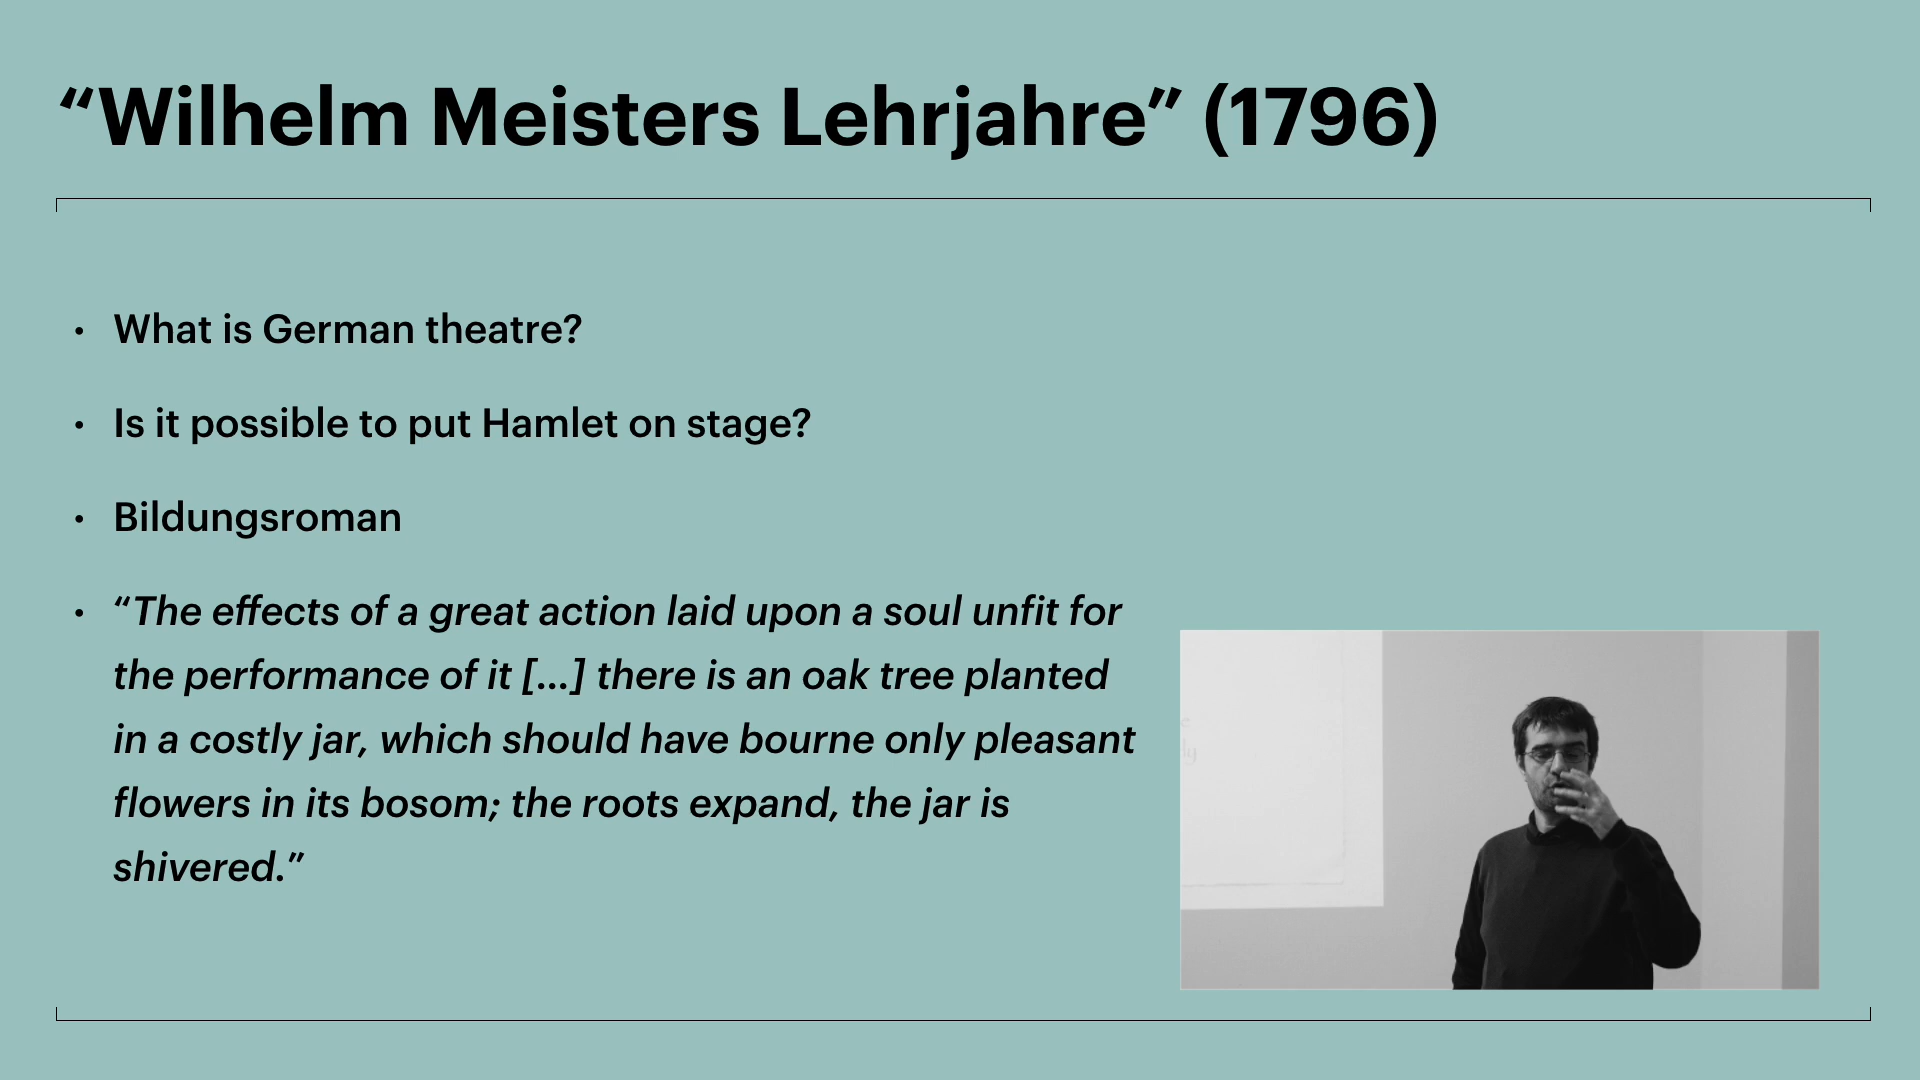 “Wilhelm Meisters Lehrjahre” (1796)
• What is German theatre?
• Is it possible to put Hamlet on stage?
• Bildungsroman
• “The effects of a great action laid upon a soul unfit for
the performance of it [...] there is an oak tree planted
in a costly jar, which should have bourne only pleasant
flowers in its bosom; the roots expand, the jar is
shivered.”